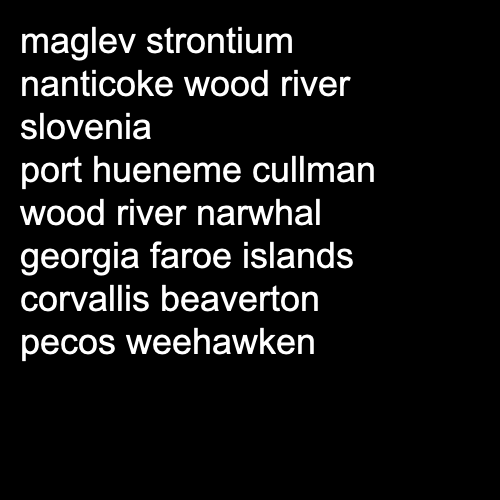 maglev strontium
nanticoke wood river
slovenia
port hueneme cullman
wood river narwhal
georgia faroe islands
corvallis beaverton
pecos weehawken